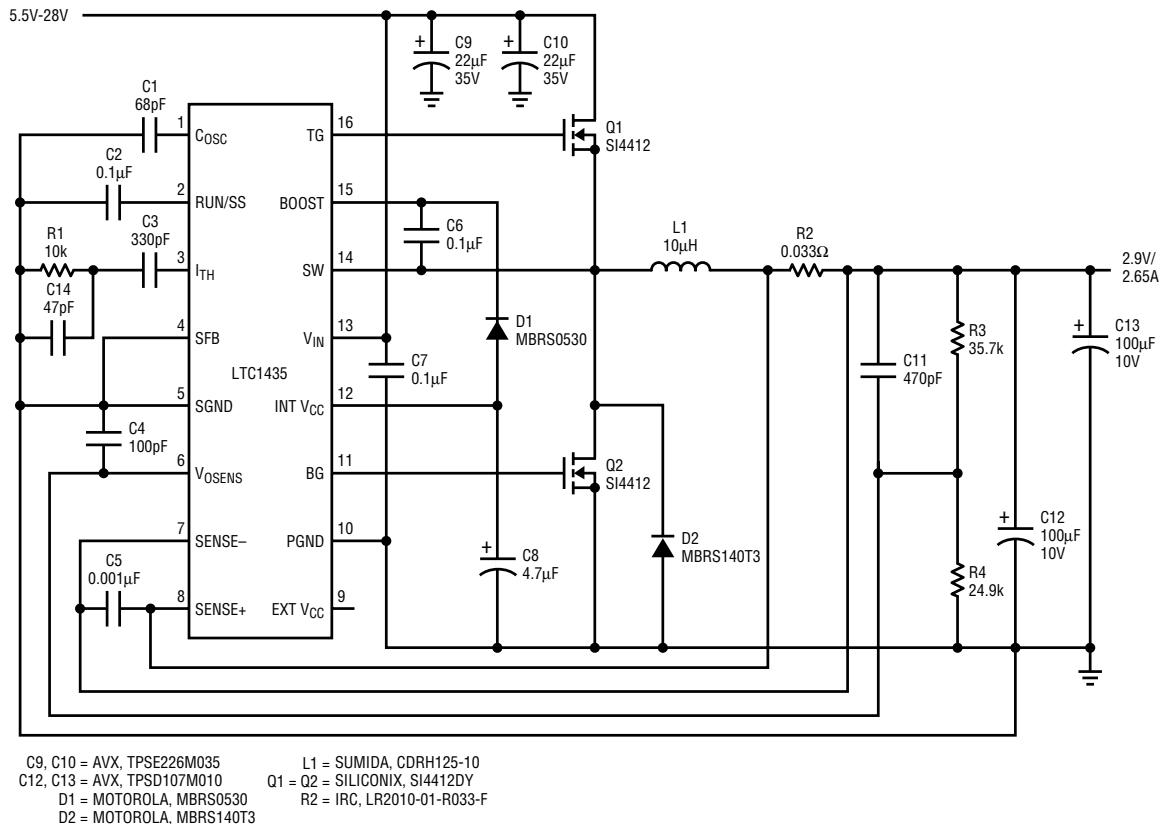 5.5V-28V
C9
22µF
35V
C10
22µF
35V
C1
68pF
1
COSC
TG
16
Q1
SI4412
C2
0.1µF
2
RUN/SS
BOOST
15
R1
10k
C3
330pF
3
ITH
C6
0.1µF
SW
14
L1
10µH
R2
0.033Ω
2.9V/
2.65A
C14
47pF
4
SFB
VIN
13
D1
MBRS0530
R3
35.7k
C13
100µF
10V
LTC1435
C7
0.1µF
C11
470pF
5
SGND
INT VCC
12
C4
100pF
6
VOSENS
BG
11
Q2
SI4412
7
SENSE–
PGND
10
C8
4.7µF
D2
MBRS140T3
C12
100µF
10V
C5
0.001µF
8
SENSE+
EXT VCC
9
R4
24.9k
C9, C10 = AVX, TPSE226M035
C12, C13 = AVX, TPSD107M010
D1 = MOTOROLA, MBRS0530
D2 = MOTOROLA, MBRS140T3
L1 = SUMIDA, CDRH125-10
Q1 = Q2 = SILICONIX, SI4412DY
R2 = IRC, LR2010-01-R033-F